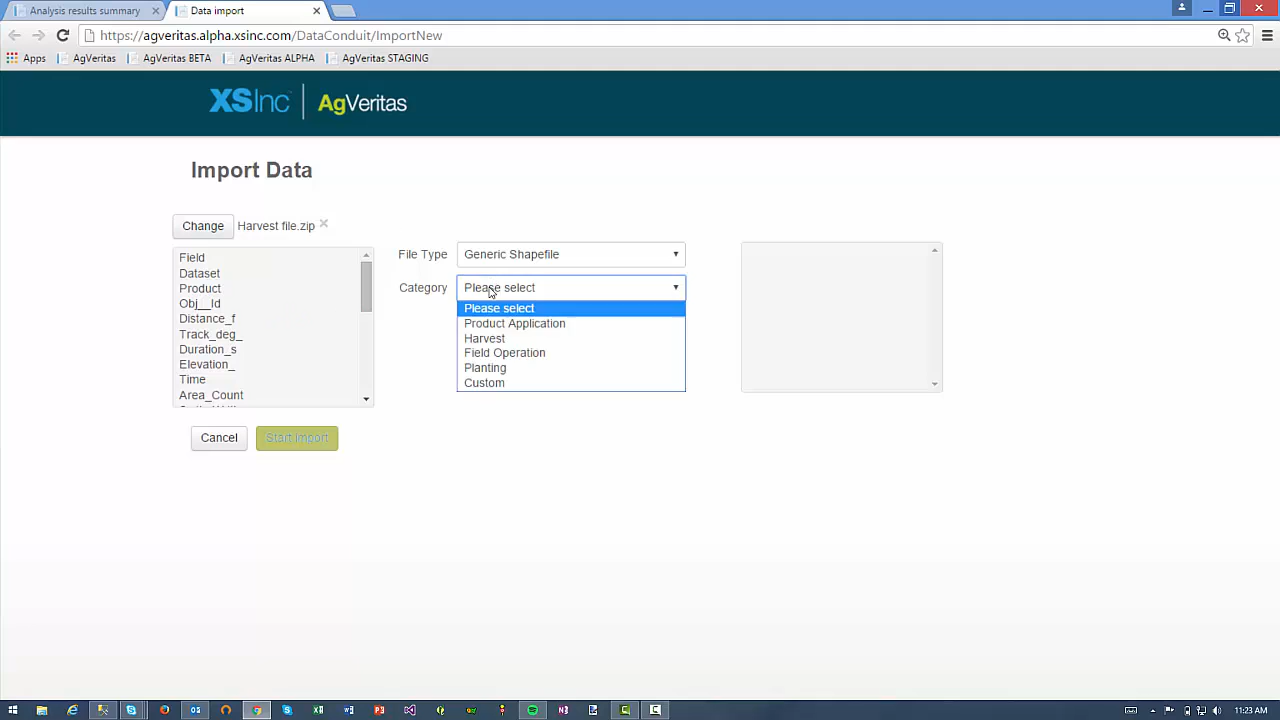 Analysis results summary
Data import
https://agveritas.alpha.xsinc.com/DataConduit/ImportNew
Apps AgVeritas AgVeritas BETA AgVeritas ALPHA AgVeritas STAGING
XSInc AgVeritas
Import Data
Change Harvest file.zip
Field
Dataset
Product
Obj__Id
Distance_f
Track_deg_
Duration_s
Elevation_
Time
Area_Count
File Type Generic Shapefile
Category Please select
Please select
Product Application
Harvest
Field Operation
Planting
Custom
Cancel Start Import
11:23 AM